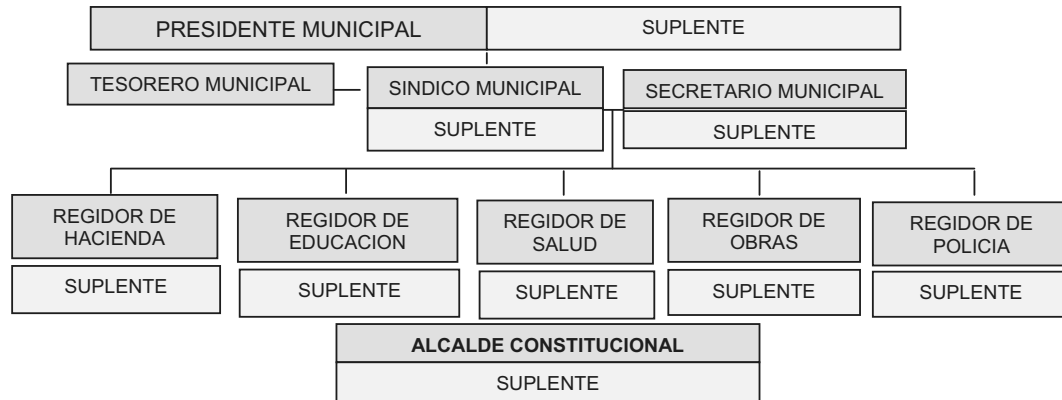 PRESIDENTE MUNICIPAL
SUPLENTE
TESORERO MUNICIPAL
SINDICO MUNICIPAL
SUPLENTE
SECRETARIO MUNICIPAL
SUPLENTE
REGIDOR DE
HACIENDA
SUPLENTE
REGIDOR DE
EDUCACION
SUPLENTE
REGIDOR DE
SALUD
SUPLENTE
REGIDOR DE
OBRAS
SUPLENTE
REGIDOR DE
POLICIA
SUPLENTE
ALCALDE CONSTITUCIONAL
SUPLENTE